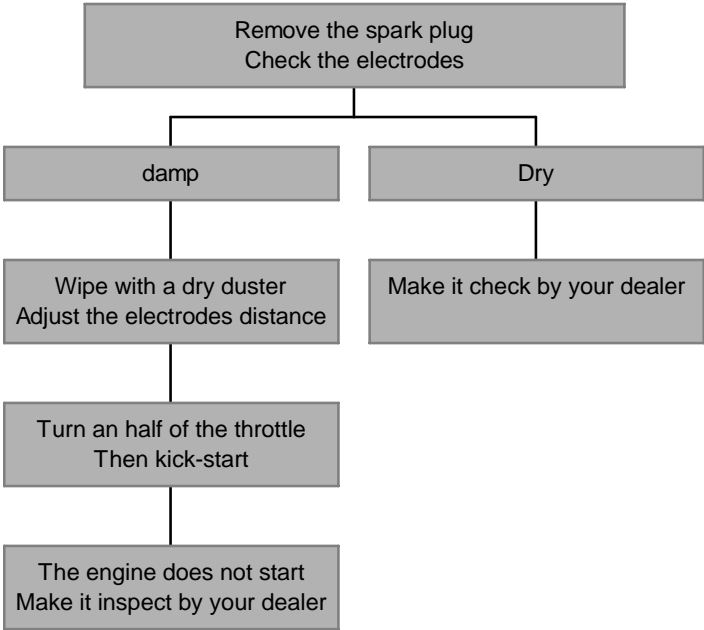 Remove the spark plug
Check the electrodes
damp
Dry
Wipe with a dry duster
Adjust the electrodes distance
Make it check by your dealer
Turn an half of the throttle
Then kick-start
The engine does not start
Make it inspect by your dealer